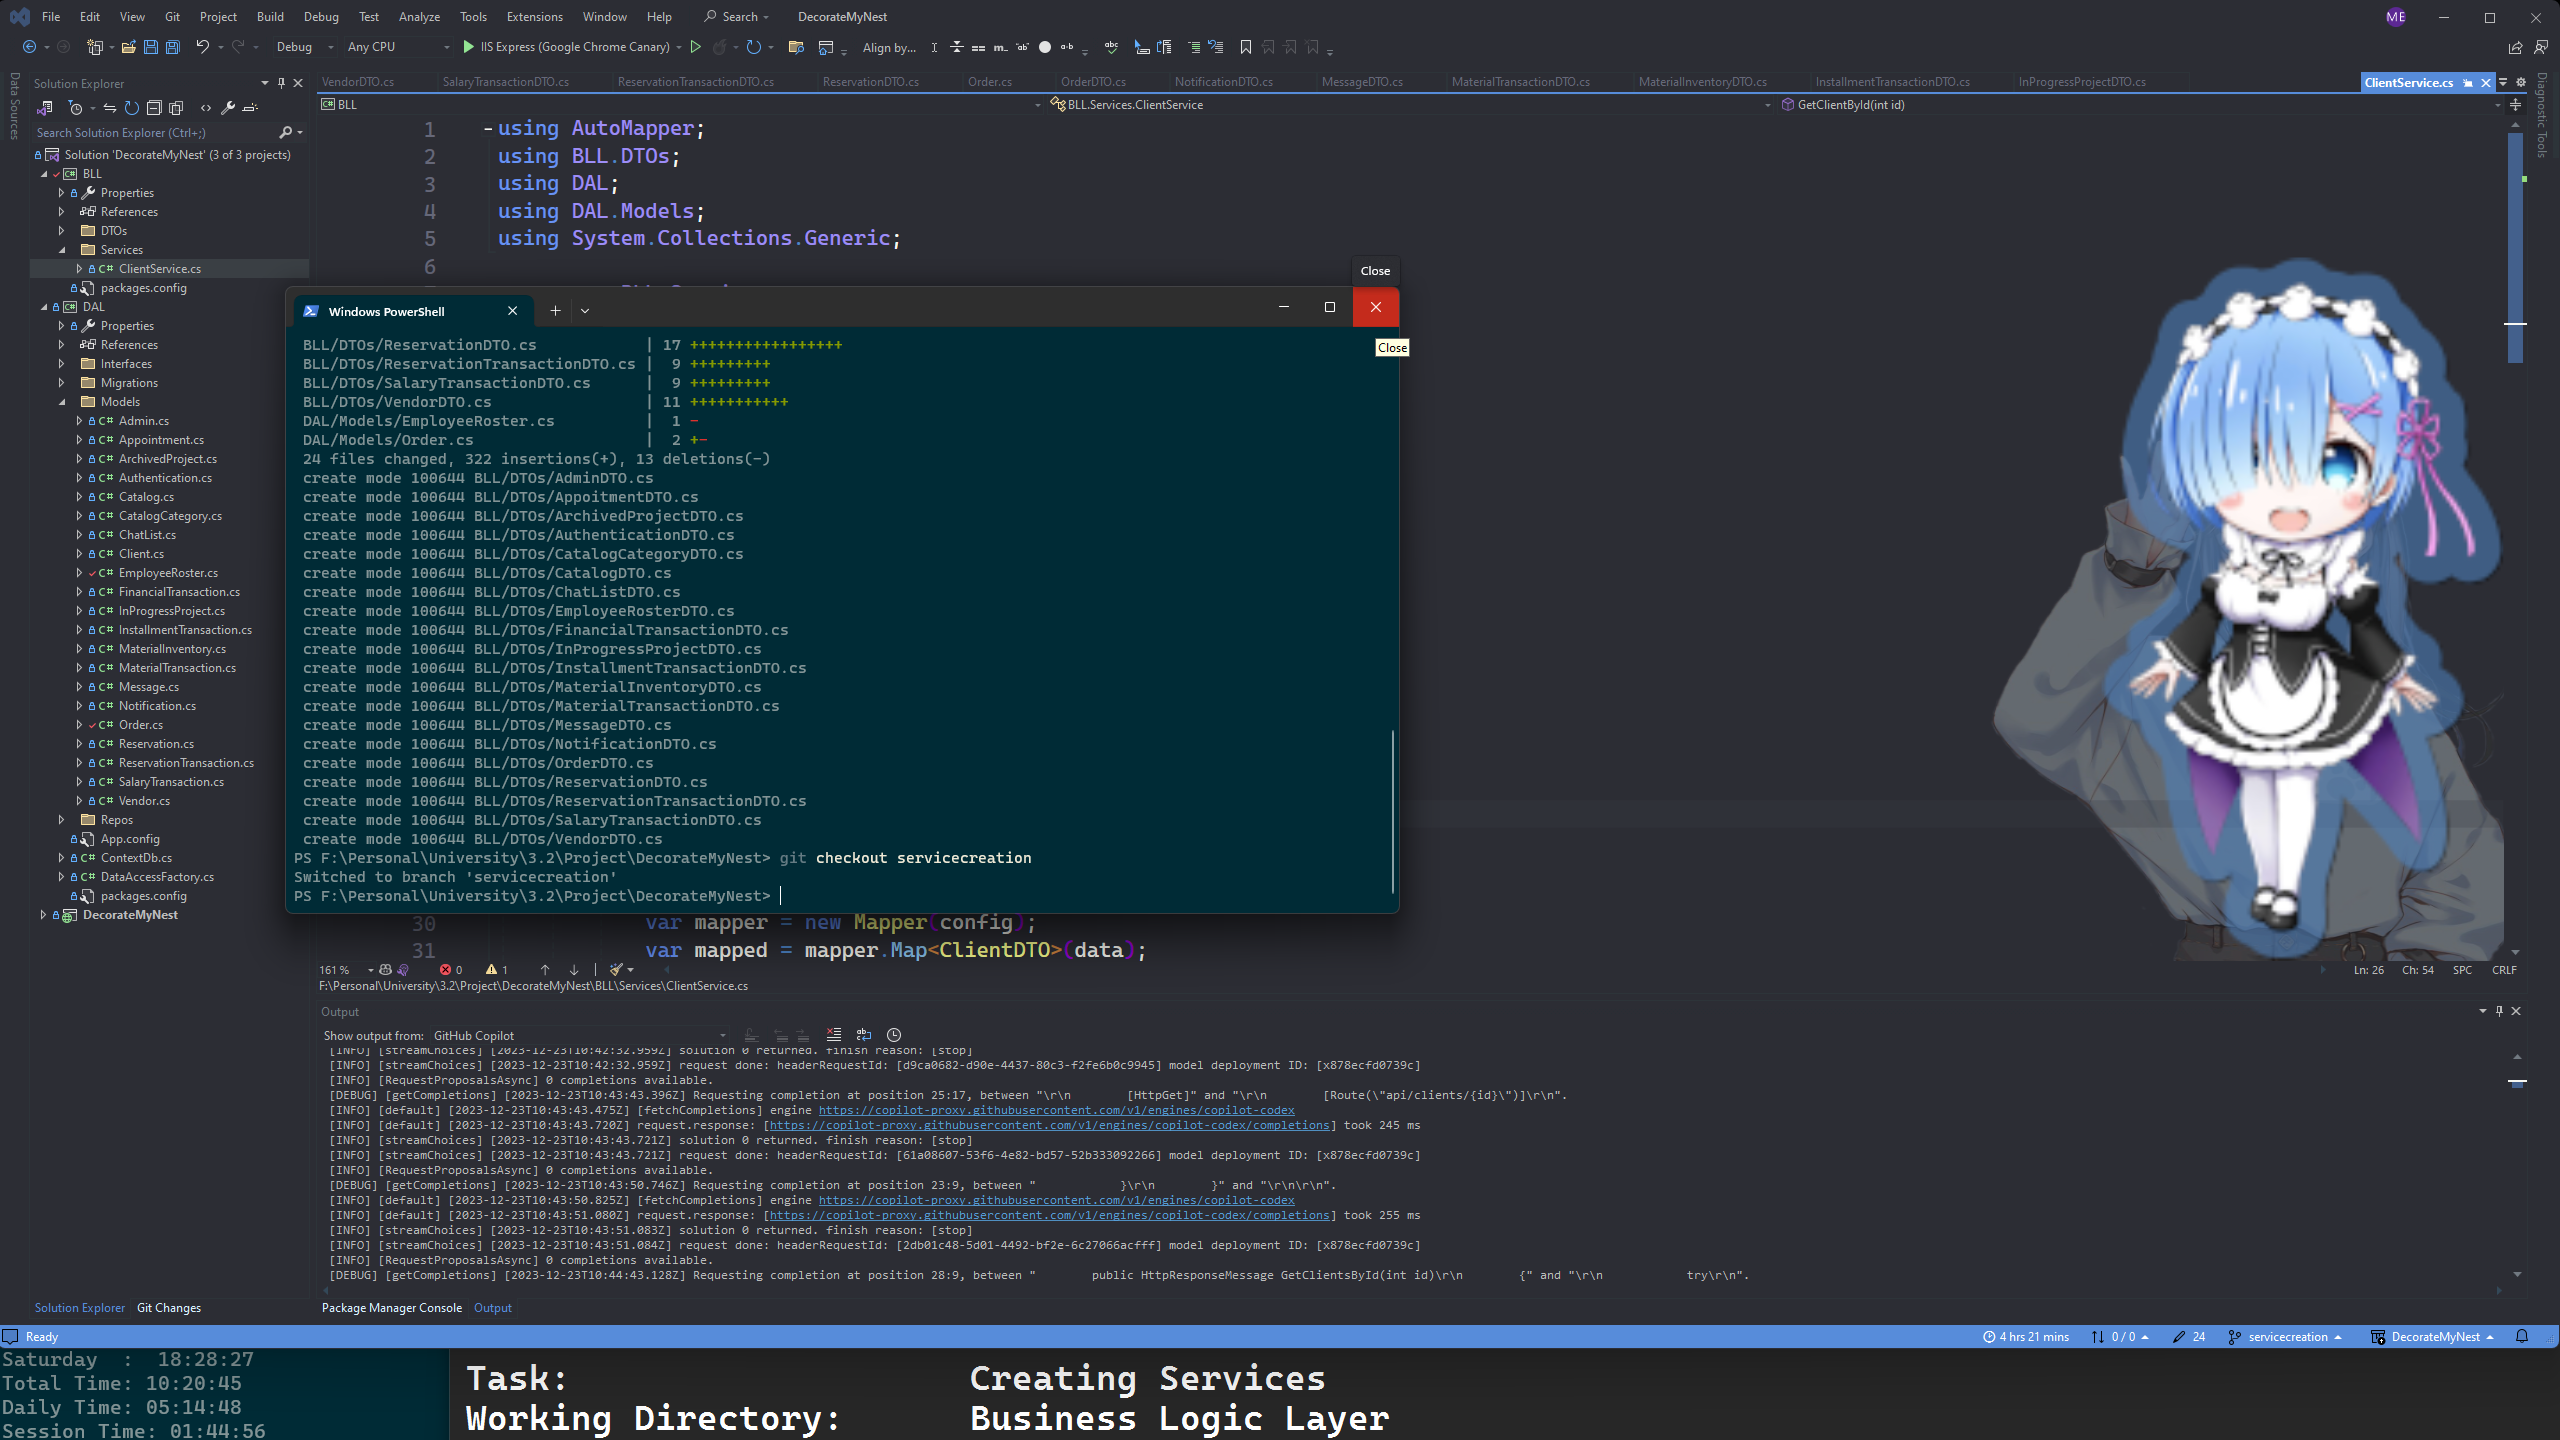 File Edit View Git Project Build Debug Test Analyze Tools Extensions Window Help Search DecorateMyNest ME
Debug Any CPU IIS Express (Google Chrome Canary) Align by...
Data Sources
Solution Explorer
Search Solution Explorer (Ctrl+;)
Solution 'DecorateMyNest' (3 of 3 projects)
BLL
Properties
References
DTOs
Services
ClientService.cs
packages.config
DAL
Properties
References
Interfaces
Migrations
Models
Admin.cs
Appointment.cs
ArchivedProject.cs
Authentication.cs
Catalog.cs
CatalogCategory.cs
ChatList.cs
Client.cs
EmployeeRoster.cs
FinancialTransaction.cs
InProgressProject.cs
InstallmentTransaction.cs
MaterialInventory.cs
MaterialTransaction.cs
Message.cs
Notification.cs
Order.cs
Reservation.cs
ReservationTransaction.cs
SalaryTransaction.cs
Vendor.cs
Repos
App.config
ContextDb.cs
DataAccessFactory.cs
packages.config
DecorateMyNest
Solution Explorer Git Changes
VendorDTO.cs SalaryTransactionDTO.cs ReservationTransactionDTO.cs ReservationDTO.cs Order.cs OrderDTO.cs NotificationDTO.cs MessageDTO.cs MaterialTransactionDTO.cs MaterialInventoryDTO.cs InstallmentTransactionDTO.cs InProgressProjectDTO.cs ClientService.cs
BLL BLL.Services.ClientService GetClientById(int id)
Diagnostic Tools
1 using AutoMapper;
2 using BLL.DTOs;
3 using DAL;
4 using DAL.Models;
5 using System.Collections.Generic;
6
Close
Windows PowerShell
Close
BLL/DTOs/ReservationDTO.cs | 17 +++++++++++++++++
BLL/DTOs/ReservationTransactionDTO.cs | 9 +++++++++
BLL/DTOs/SalaryTransactionDTO.cs | 9 +++++++++
BLL/DTOs/VendorDTO.cs | 11 +++++++++++
DAL/Models/EmployeeRoster.cs | 1 -
DAL/Models/Order.cs | 2 +-
24 files changed, 322 insertions(+), 13 deletions(-)
create mode 100644 BLL/DTOs/AdminDTO.cs
create mode 100644 BLL/DTOs/AppoitmentDTO.cs
create mode 100644 BLL/DTOs/ArchivedProjectDTO.cs
create mode 100644 BLL/DTOs/AuthenticationDTO.cs
create mode 100644 BLL/DTOs/CatalogCategoryDTO.cs
create mode 100644 BLL/DTOs/CatalogDTO.cs
create mode 100644 BLL/DTOs/ChatListDTO.cs
create mode 100644 BLL/DTOs/EmployeeRosterDTO.cs
create mode 100644 BLL/DTOs/FinancialTransactionDTO.cs
create mode 100644 BLL/DTOs/InProgressProjectDTO.cs
create mode 100644 BLL/DTOs/InstallmentTransactionDTO.cs
create mode 100644 BLL/DTOs/MaterialInventoryDTO.cs
create mode 100644 BLL/DTOs/MaterialTransactionDTO.cs
create mode 100644 BLL/DTOs/MessageDTO.cs
create mode 100644 BLL/DTOs/NotificationDTO.cs
create mode 100644 BLL/DTOs/OrderDTO.cs
create mode 100644 BLL/DTOs/ReservationDTO.cs
create mode 100644 BLL/DTOs/ReservationTransactionDTO.cs
create mode 100644 BLL/DTOs/SalaryTransactionDTO.cs
create mode 100644 BLL/DTOs/VendorDTO.cs
PS F:\Personal\University\3.2\Project\DecorateMyNest> git checkout servicecreation
Switched to branch 'servicecreation'
PS F:\Personal\University\3.2\Project\DecorateMyNest>
30 var mapper = new Mapper(config);
31 var mapped = mapper.Map<ClientDTO>(data);
161 % 0 1 Ln: 26 Ch: 54 SPC CRLF
F:\Personal\University\3.2\Project\DecorateMyNest\BLL\Services\ClientService.cs
Output
Show output from: GitHub Copilot
[INFO] [streamChoices] [2023-12-23T10:42:32.959Z] solution 0 returned. finish reason: [stop]
[INFO] [streamChoices] [2023-12-23T10:42:32.959Z] request done: headerRequestId: [d9ca0682-d90e-4437-80c3-f2fe6b0c9945] model deployment ID: [x878ecfd0739c]
[INFO] [RequestProposalsAsync] 0 completions available.
[DEBUG] [getCompletions] [2023-12-23T10:43:43.396Z] Requesting completion at position 25:17, between "\r\n [HttpGet]" and "\r\n [Route(\"api/clients/{id}\")]\r\n".
[INFO] [default] [2023-12-23T10:43:43.475Z] [fetchCompletions] engine https://copilot-proxy.githubusercontent.com/v1/engines/copilot-codex
[INFO] [default] [2023-12-23T10:43:43.720Z] request.response: [https://copilot-proxy.githubusercontent.com/v1/engines/copilot-codex/completions] took 245 ms
[INFO] [streamChoices] [2023-12-23T10:43:43.721Z] solution 0 returned. finish reason: [stop]
[INFO] [streamChoices] [2023-12-23T10:43:43.721Z] request done: headerRequestId: [61a08607-53f6-4e82-bd57-52b333092266] model deployment ID: [x878ecfd0739c]
[INFO] [RequestProposalsAsync] 0 completions available.
[DEBUG] [getCompletions] [2023-12-23T10:43:50.746Z] Requesting completion at position 23:9, between " }\r\n }" and "\r\n\r\n".
[INFO] [default] [2023-12-23T10:43:50.825Z] [fetchCompletions] engine https://copilot-proxy.githubusercontent.com/v1/engines/copilot-codex
[INFO] [default] [2023-12-23T10:43:51.080Z] request.response: [https://copilot-proxy.githubusercontent.com/v1/engines/copilot-codex/completions] took 255 ms
[INFO] [streamChoices] [2023-12-23T10:43:51.083Z] solution 0 returned. finish reason: [stop]
[INFO] [streamChoices] [2023-12-23T10:43:51.084Z] request done: headerRequestId: [2db01c48-5d01-4492-bf2e-6c27066acfff] model deployment ID: [x878ecfd0739c]
[INFO] [RequestProposalsAsync] 0 completions available.
[DEBUG] [getCompletions] [2023-12-23T10:44:43.128Z] Requesting completion at position 28:9, between " public HttpResponseMessage GetClientsById(int id)\r\n {" and "\r\n try\r\n".
Package Manager Console Output
Ready 4 hrs 21 mins 0 / 0 24 servicecreation DecorateMyNest
Saturday : 18:28:27
Total Time: 10:20:45
Daily Time: 05:14:48
Session Time: 01:44:56
Task: Creating Services
Working Directory: Business Logic Layer